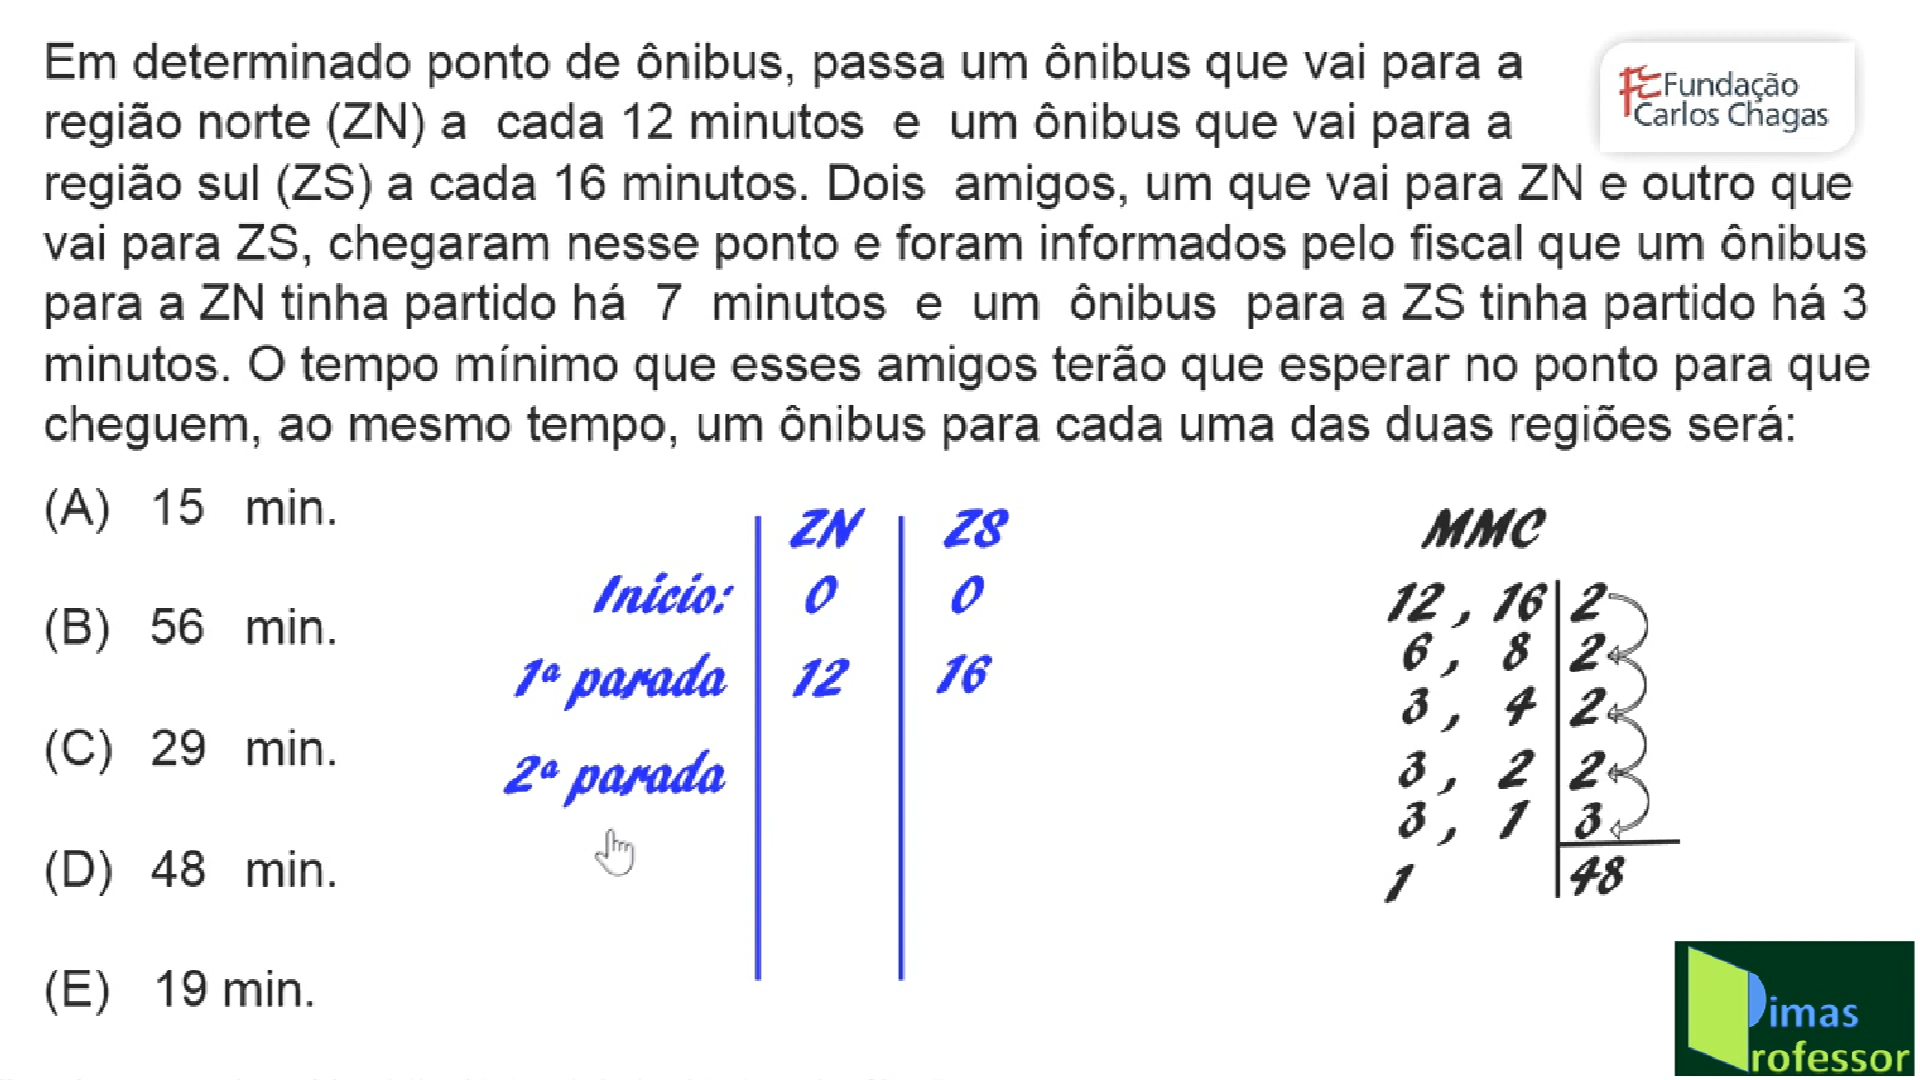 Em determinado ponto de ônibus, passa um ônibus que vai para a
região norte (ZN) a cada 12 minutos e um ônibus que vai para a
região sul (ZS) a cada 16 minutos. Dois amigos, um que vai para ZN e outro que
vai para ZS, chegaram nesse ponto e foram informados pelo fiscal que um ônibus
para a ZN tinha partido há 7 minutos e um ônibus para a ZS tinha partido há 3
minutos. O tempo mínimo que esses amigos terão que esperar no ponto para que
cheguem, ao mesmo tempo, um ônibus para cada uma das duas regiões será:
Fundação
Carlos Chagas
(A) 15 min.
(B) 56 min.
(C) 29 min.
(D) 48 min.
(E) 19 min.
ZN ZS
Início: 0 0
1ª parada 12 16
2ª parada
MMC
12 , 16 2
6 , 8 2
3 , 4 2
3 , 2 2
3 , 1 3
1 48
Dimas
Professor